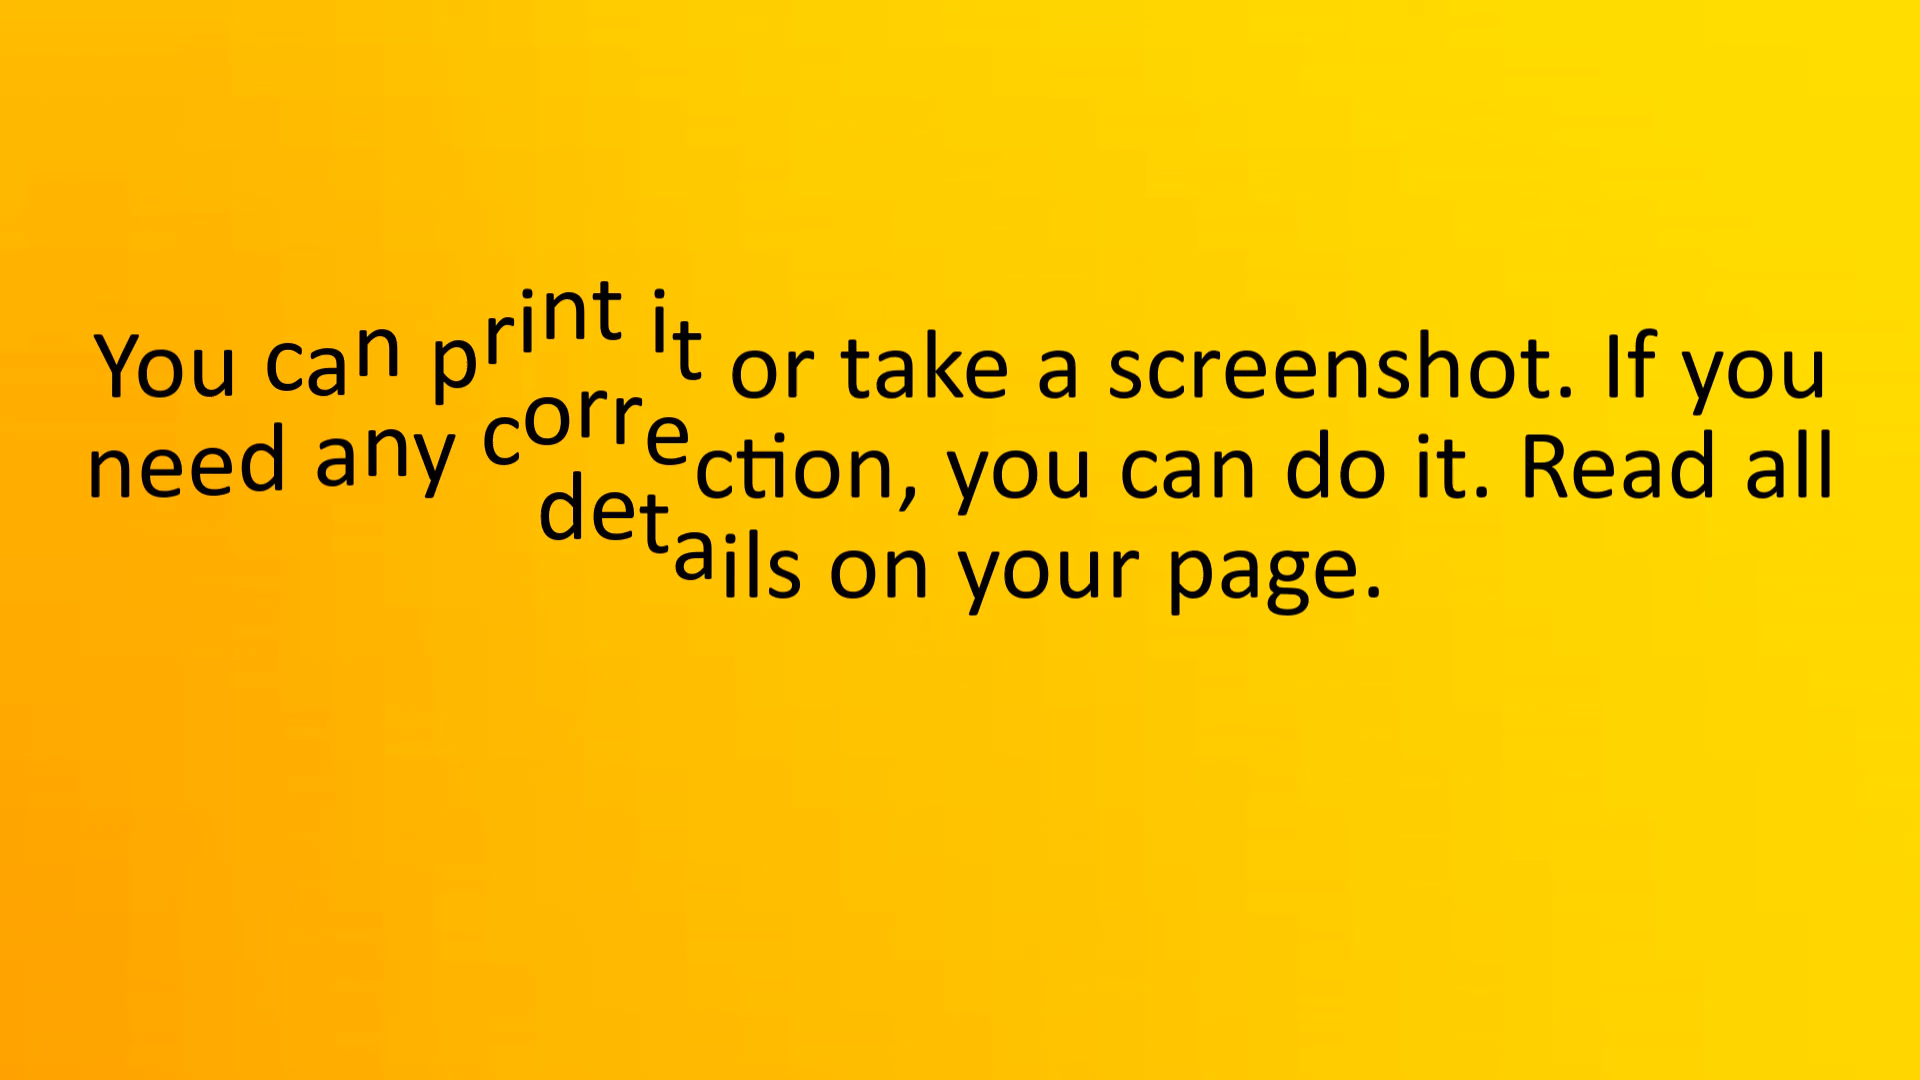 You can print it or take a screenshot. If you
need any correction, you can do it. Read all
details on your page.